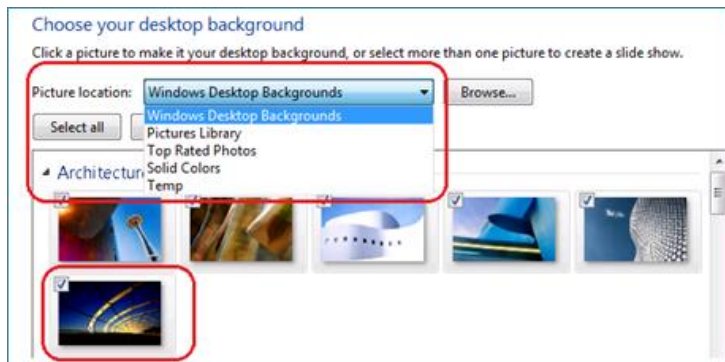 Choose your desktop background
Click a picture to make it your desktop background, or select more than one picture to create a slide show.
Picture location: Windows Desktop Backgrounds Browse...
Windows Desktop Backgrounds
Select all
Pictures Library
Top Rated Photos
Solid Colors
Temp